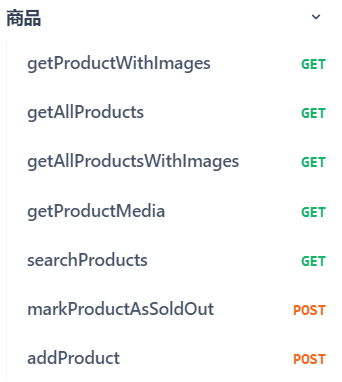 商品
getProductWithImages GET
getAllProducts GET
getAllProductsWithImages GET
getProductMedia GET
searchProducts GET
markProductAsSoldOut POST
addProduct POST